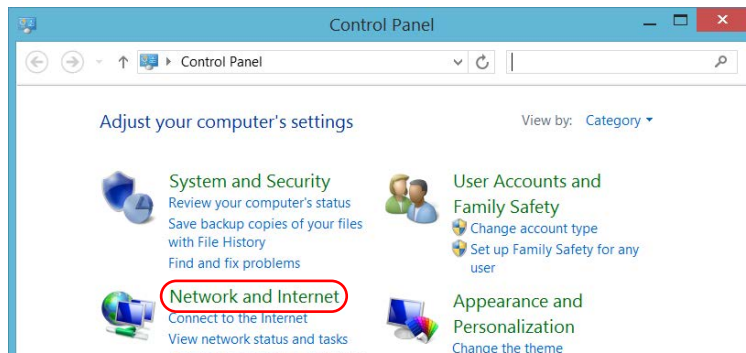 Control Panel
Control Panel
Adjust your computer's settings
View by: Category
System and Security
Review your computer's status
Save backup copies of your files
with File History
Find and fix problems
User Accounts and
Family Safety
Change account type
Set up Family Safety for any
user
Network and Internet
Connect to the Internet
View network status and tasks
Appearance and
Personalization
Change the theme